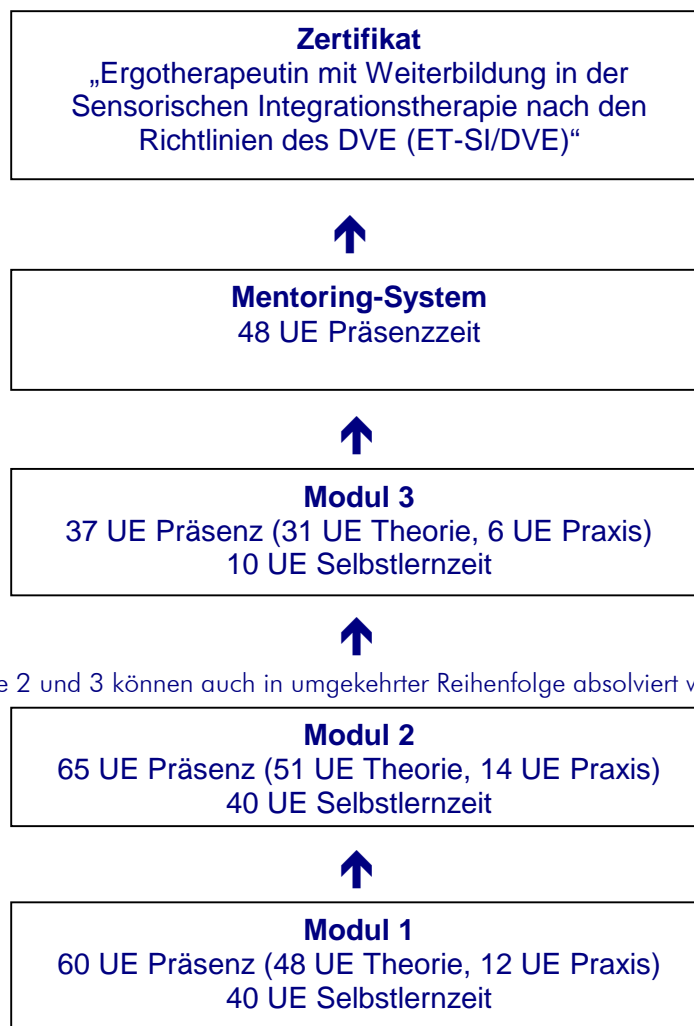 Zertifikat
„Ergotherapeutin mit Weiterbildung in der
Sensorischen Integrationstherapie nach den
Richtlinien des DVE (ET-SI/DVE)“
Mentoring-System
48 UE Präsenzzeit
Modul 3
37 UE Präsenz (31 UE Theorie, 6 UE Praxis)
10 UE Selbstlernzeit
2 und 3 können auch in umgekehrter Reihenfolge absolviert
Modul 2
65 UE Präsenz (51 UE Theorie, 14 UE Praxis)
40 UE Selbstlernzeit
Modul 1
60 UE Präsenz (48 UE Theorie, 12 UE Praxis)
40 UE Selbstlernzeit